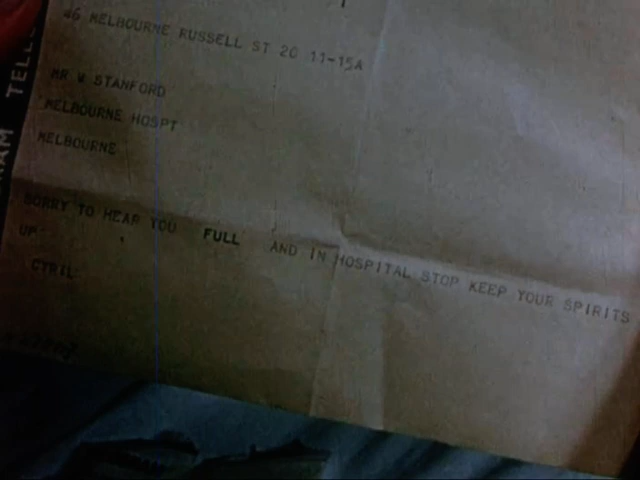 46 MELBOURNE RUSSELL ST 20 11-15A
MR W STANFORD
MELBOURNE HOSPT
MELBOURNE
SORRY TO HEAR YOU FULL AND IN HOSPITAL STOP KEEP YOUR SPIRITS
UP
CYRIL